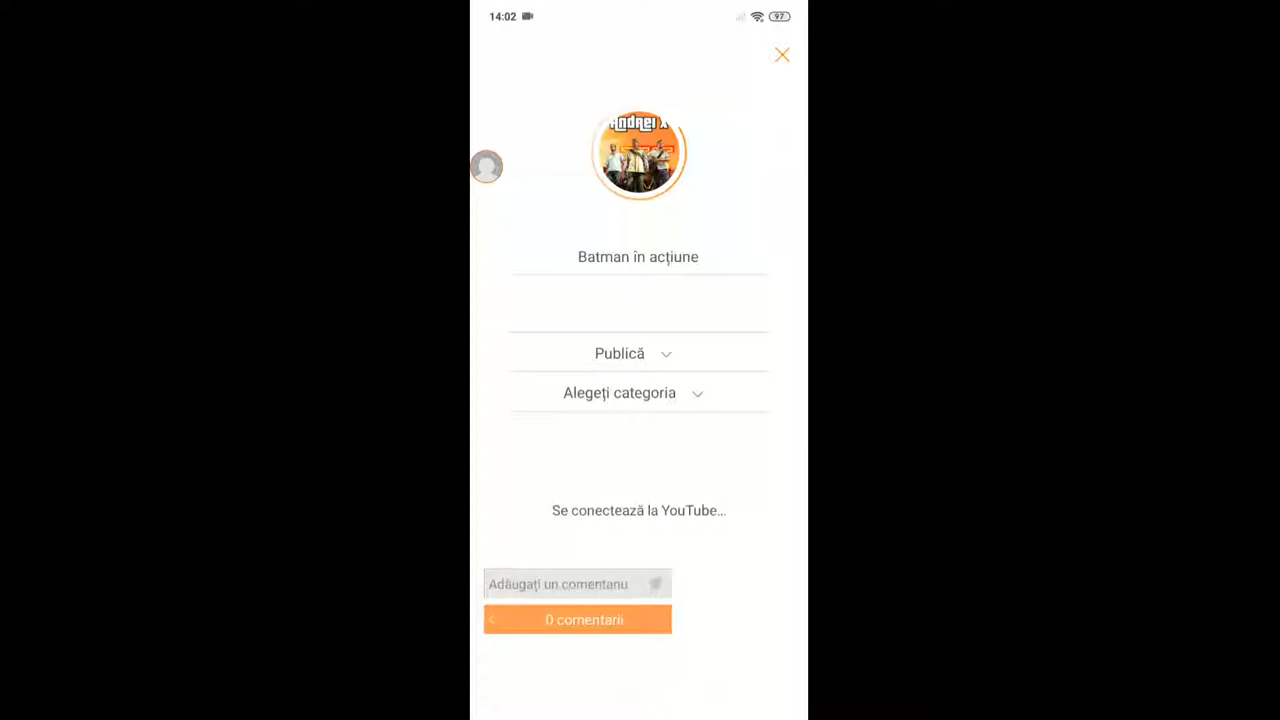 14:02
97
AndRei X
Batman în acțiune
Publică
Alegeți categoria
Se conectează la YouTube...
Adăugați un comentariu
0 comentarii